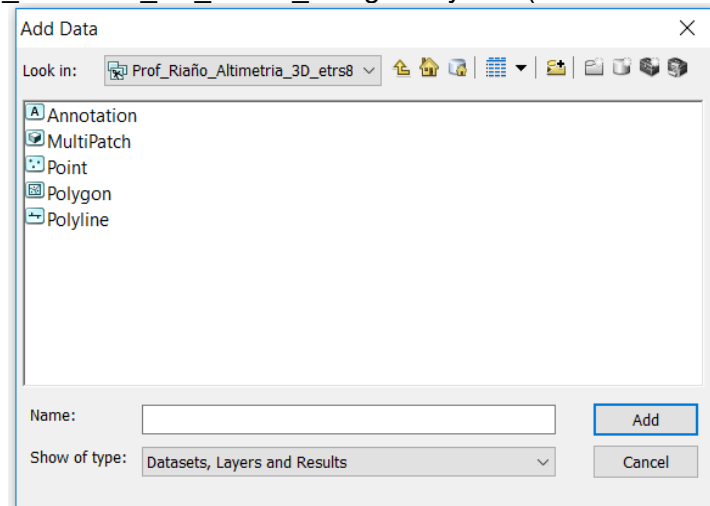 Add Data
Look in: Prof_Riaño_Altimetria_3D_etrs8
A Annotation
MultiPatch
Point
Polygon
Polyline
Name: Add
Show of type: Datasets, Layers and Results Cancel